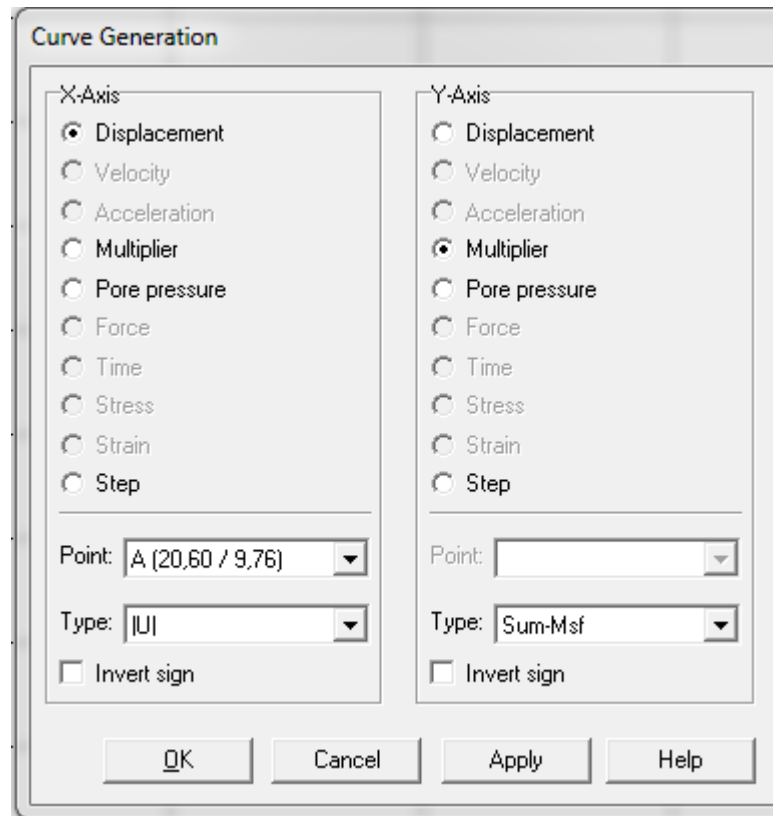 Curve Generation
X-Axis
Displacement
Velocity
Acceleration
Multiplier
Pore pressure
Force
Time
Stress
Strain
Step
Point: A (20,60 / 9,76)
Type: |U|
Invert sign
Y-Axis
Displacement
Velocity
Acceleration
Multiplier
Pore pressure
Force
Time
Stress
Strain
Step
Point:
Type: Sum-Msf
Invert sign
OK Cancel Apply Help